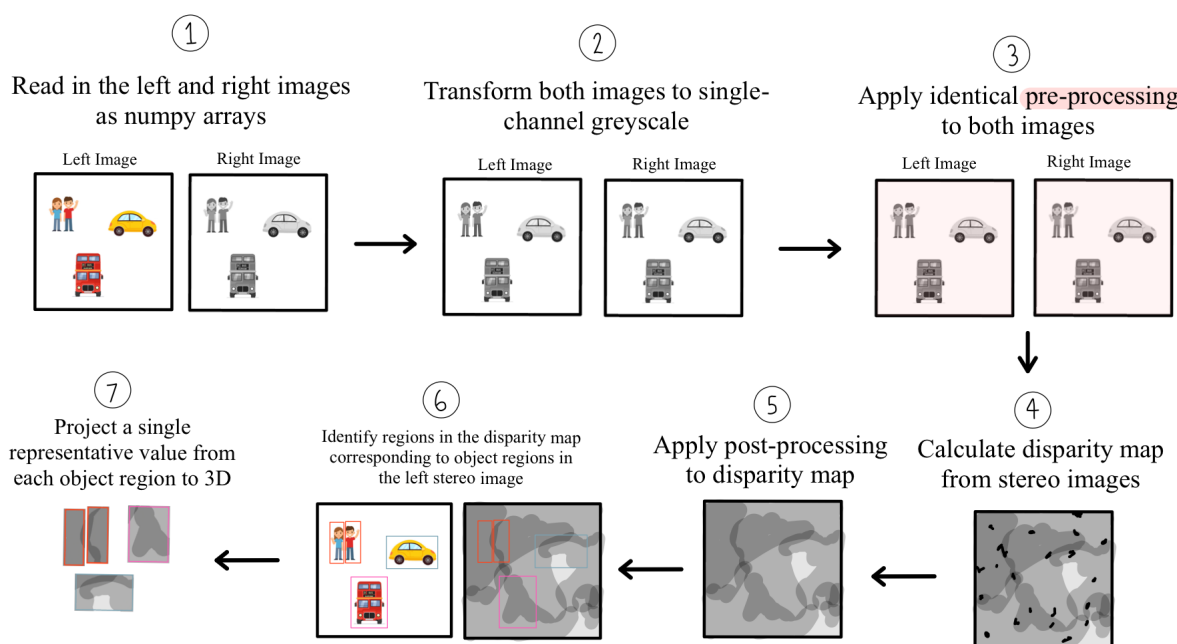 1
Read in the left and right images
as numpy arrays
Left Image
Right Image
2
Transform both images to single-
channel greyscale
Left Image
Right Image
3
Apply identical pre-processing
to both images
Left Image
Right Image
4
Calculate disparity map
from stereo images
5
Apply post-processing
to disparity map
6
Identify regions in the disparity map
corresponding to object regions in
the left stereo image
7
Project a single
representative value from
each object region to 3D